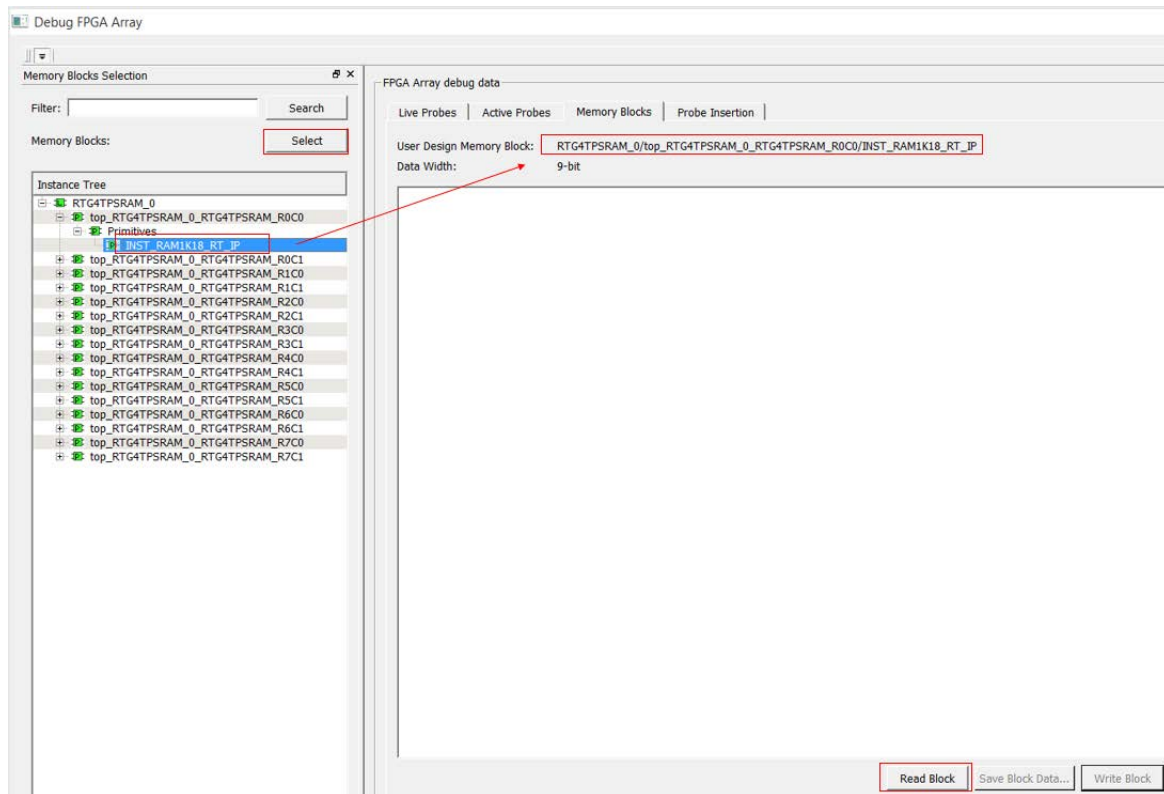 Debug FPGA Array
Memory Blocks Selection
Filter:
Search
Memory Blocks:
Select
Instance Tree
RTG4TPSRAM_0
top_RTG4TPSRAM_0_RTG4TPSRAM_R0C0
Primitives
INST_RAM1K18_RT_IP
top_RTG4TPSRAM_0_RTG4TPSRAM_R0C1
top_RTG4TPSRAM_0_RTG4TPSRAM_R1C0
top_RTG4TPSRAM_0_RTG4TPSRAM_R1C1
top_RTG4TPSRAM_0_RTG4TPSRAM_R2C0
top_RTG4TPSRAM_0_RTG4TPSRAM_R2C1
top_RTG4TPSRAM_0_RTG4TPSRAM_R3C0
top_RTG4TPSRAM_0_RTG4TPSRAM_R3C1
top_RTG4TPSRAM_0_RTG4TPSRAM_R4C0
top_RTG4TPSRAM_0_RTG4TPSRAM_R4C1
top_RTG4TPSRAM_0_RTG4TPSRAM_R5C0
top_RTG4TPSRAM_0_RTG4TPSRAM_R5C1
top_RTG4TPSRAM_0_RTG4TPSRAM_R6C0
top_RTG4TPSRAM_0_RTG4TPSRAM_R6C1
top_RTG4TPSRAM_0_RTG4TPSRAM_R7C0
top_RTG4TPSRAM_0_RTG4TPSRAM_R7C1
FPGA Array debug data
Live Probes Active Probes Memory Blocks Probe Insertion
User Design Memory Block: RTG4TPSRAM_0/top_RTG4TPSRAM_0_RTG4TPSRAM_R0C0/INST_RAM1K18_RT_IP
Data Width: 9-bit
Read Block Save Block Data... Write Block